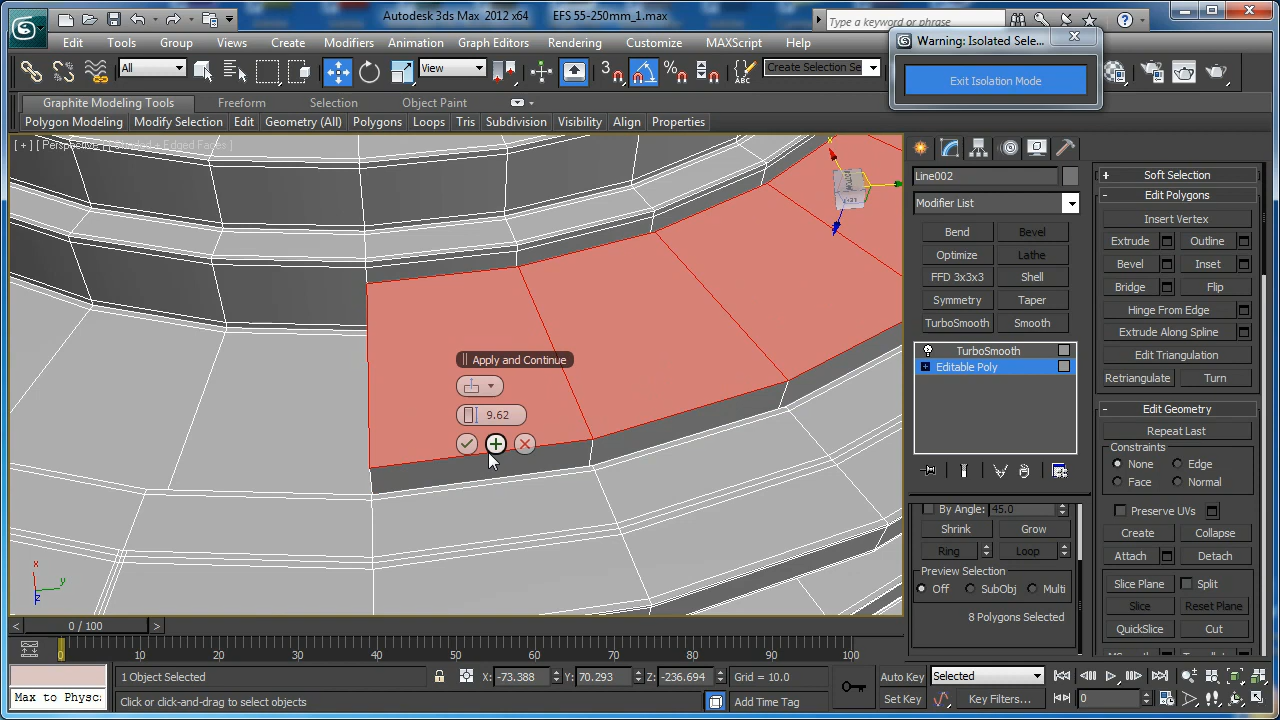 Autodesk 3ds Max 2012 x64 EFS 55-250mm_1.max
Type a keyword or phrase
Edit Tools Group Views Create Modifiers Animation Graph Editors Rendering Customize MAXScript Help
Warning: Isolated Sele...
Exit Isolation Mode
All View Create Selection Se
Graphite Modeling Tools Freeform Selection Object Paint
Polygon Modeling Modify Selection Edit Geometry (All) Polygons Loops Tris Subdivision Visibility Align Properties
[ + ] [ Perspective ] [ Shaded + Edged Faces ]
Apply and Continue
9.62
Line002
Modifier List
Bend Bevel
Optimize Lathe
FFD 3x3x3 Shell
Symmetry Taper
TurboSmooth Smooth
TurboSmooth
Editable Poly
By Angle: 45.0
Shrink Grow
Ring Loop
Preview Selection
Off SubObj Multi
8 Polygons Selected
+ Soft Selection
- Edit Polygons
Insert Vertex
Extrude Outline
Bevel Inset
Bridge Flip
Hinge From Edge
Extrude Along Spline
Edit Triangulation
Retriangulate Turn
- Edit Geometry
Repeat Last
Constraints
None Edge
Face Normal
Preserve UVs
Create Collapse
Attach Detach
Slice Plane Split
Slice Reset Plane
QuickSlice Cut
x y z
< 0 / 100 >
0 10 20 30 40 50 60 70 80 90 100
1 Object Selected X: -73.388 Y: 70.293 Z: -236.694 Grid = 10.0 Auto Key Selected
Max to Physca Click or click-and-drag to select objects Add Time Tag Set Key Key Filters... 0